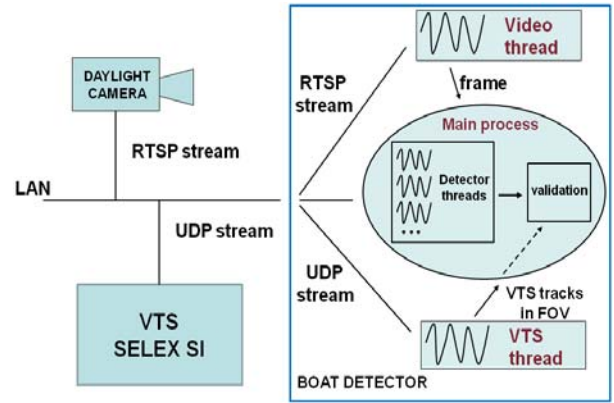 DAYLIGHT
CAMERA
RTSP stream
LAN
UDP stream
VTS
SELEX SI
RTSP
stream
UDP
stream
Video
thread
frame
Main process
Detector
threads
...
validation
VTS tracks
in FOV
VTS
thread
BOAT DETECTOR